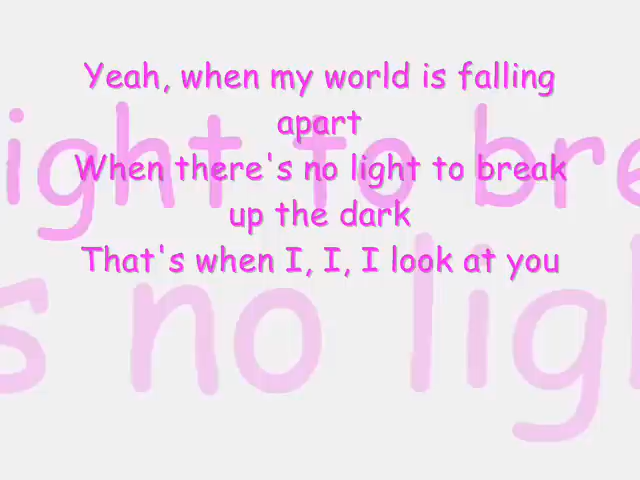 Yeah, when my world is falling
apart
When there's no light to break
up the dark
That's when I, I, I look at you
ight to bre
s no lig